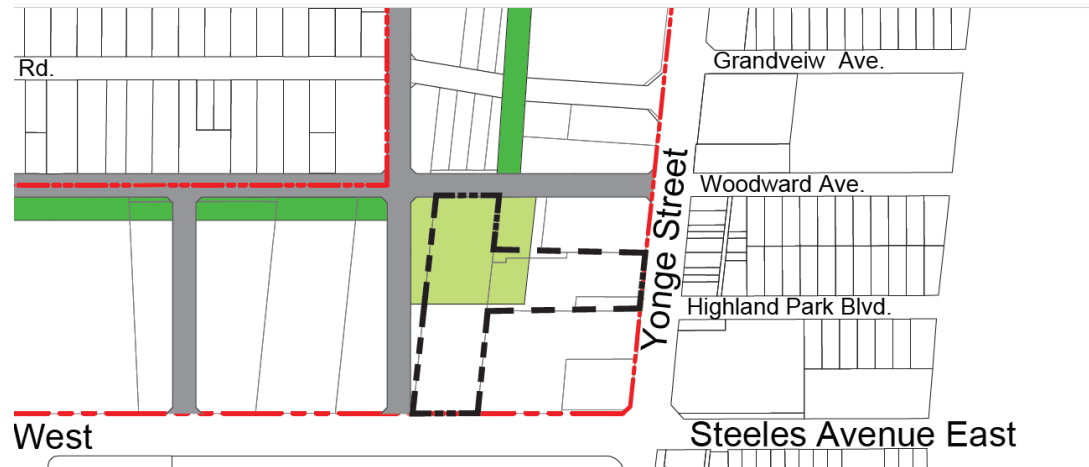 Rd.
Grandveiw Ave.
Woodward Ave.
Yonge Street
Highland Park Blvd.
West
Steeles Avenue East